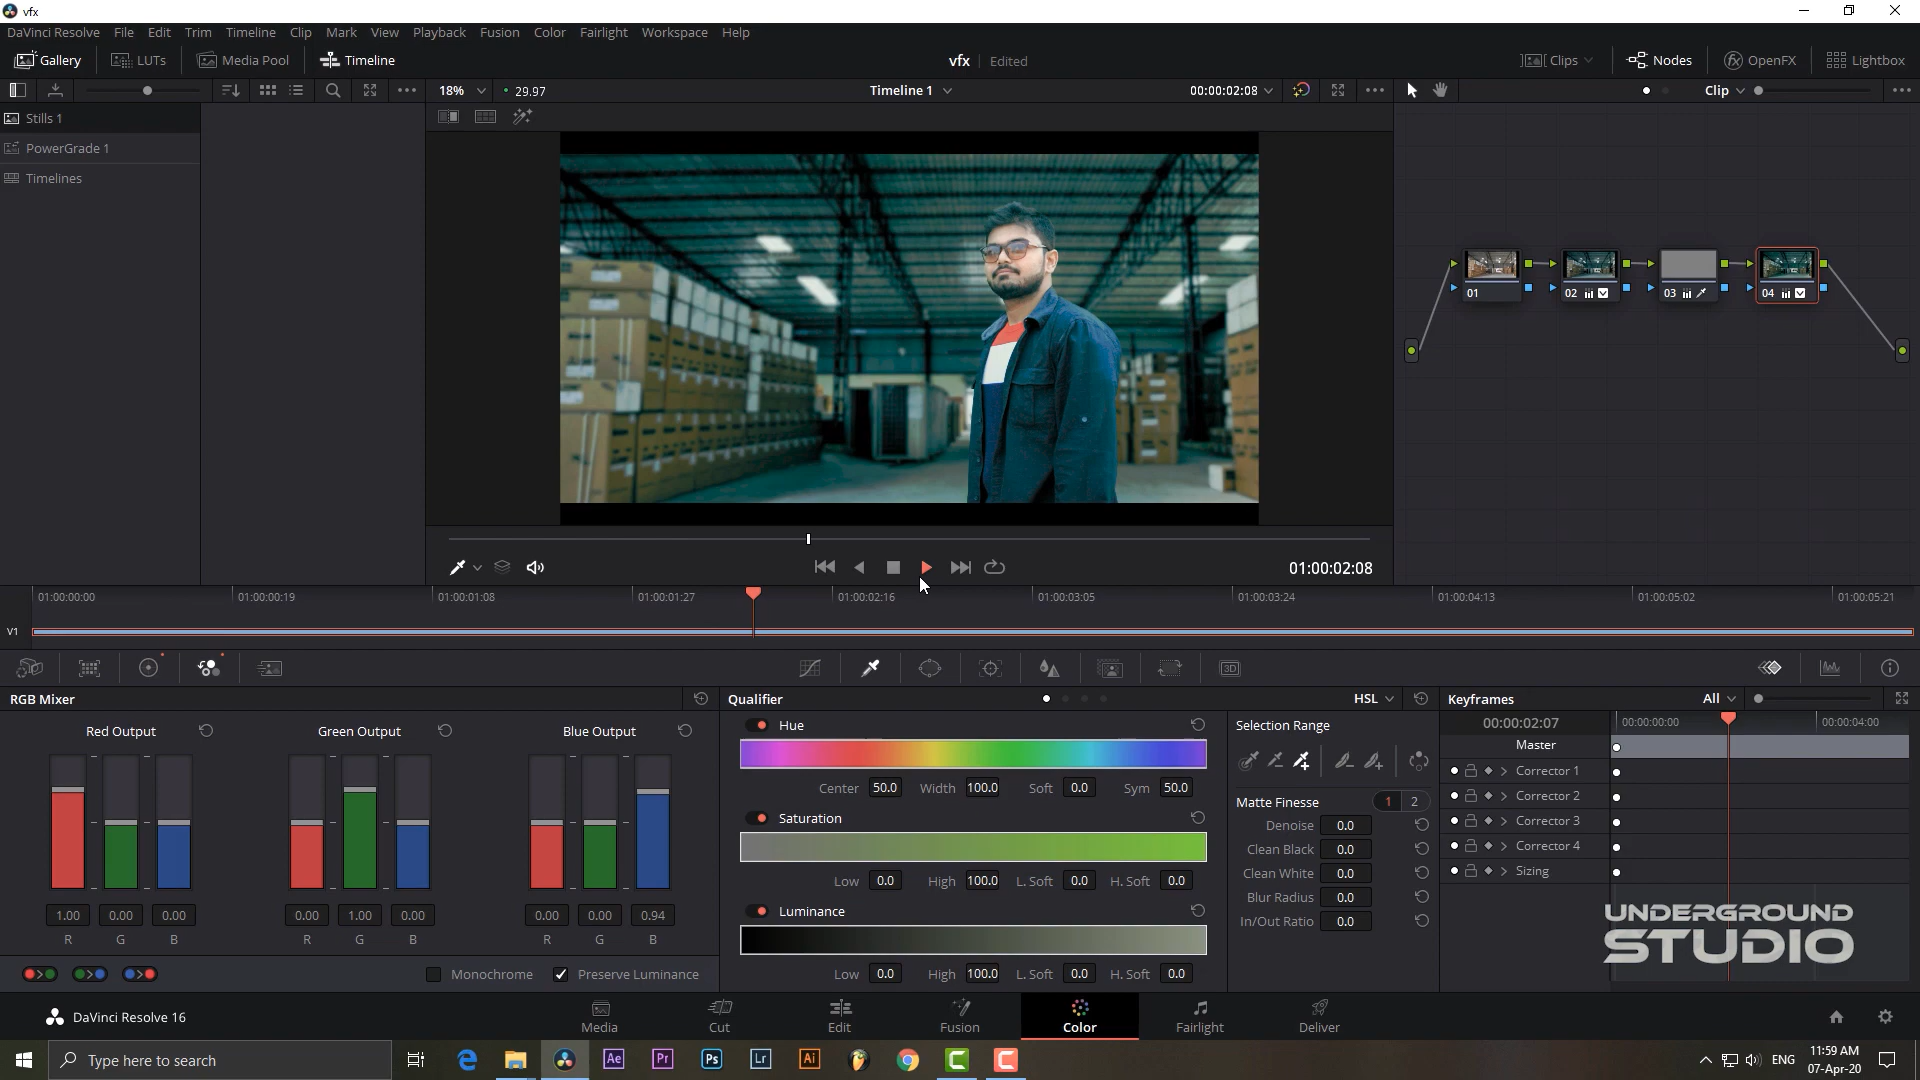 vfx
DaVinci Resolve File Edit Trim Timeline Clip Mark View Playback Fusion Color Fairlight Workspace Help
Gallery LUTs Media Pool Timeline vfx Edited Clips Nodes OpenFX Lightbox
18% 29.97 Timeline 1 00:00:02:08 Clip
Stills 1
PowerGrade 1
Timelines
01 02 03 04
01:00:02:08
01:00:00:00 01:00:00:19 01:00:01:08 01:00:01:27 01:00:02:16 01:00:03:05 01:00:03:24 01:00:04:13 01:00:05:02 01:00:05:21
V1
3D
RGB Mixer Qualifier HSL Keyframes All
Red Output Green Output Blue Output Hue Selection Range 00:00:02:07 00:00:00:00 00:00:04:00
Master
Center 50.0 Width 100.0 Soft 0.0 Sym 50.0
Corrector 1
Corrector 2
Corrector 3
Corrector 4
Sizing
Saturation
Low 0.0 High 100.0 L. Soft 0.0 H. Soft 0.0
Luminance
Low 0.0 High 100.0 L. Soft 0.0 H. Soft 0.0
Matte Finesse 1 2
Denoise 0.0
Clean Black 0.0
Clean White 0.0
Blur Radius 0.0
In/Out Ratio 0.0
1.00 0.00 0.00 0.00 1.00 0.00 0.00 0.00 0.94
R G B R G B R G B
Monochrome Preserve Luminance
UNDERGROUND
STUDIO
DaVinci Resolve 16 Media Cut Edit Fusion Color Fairlight Deliver
Type here to search Ae Pr Ps Lr Ai ENG 11:59 AM
07-Apr-20